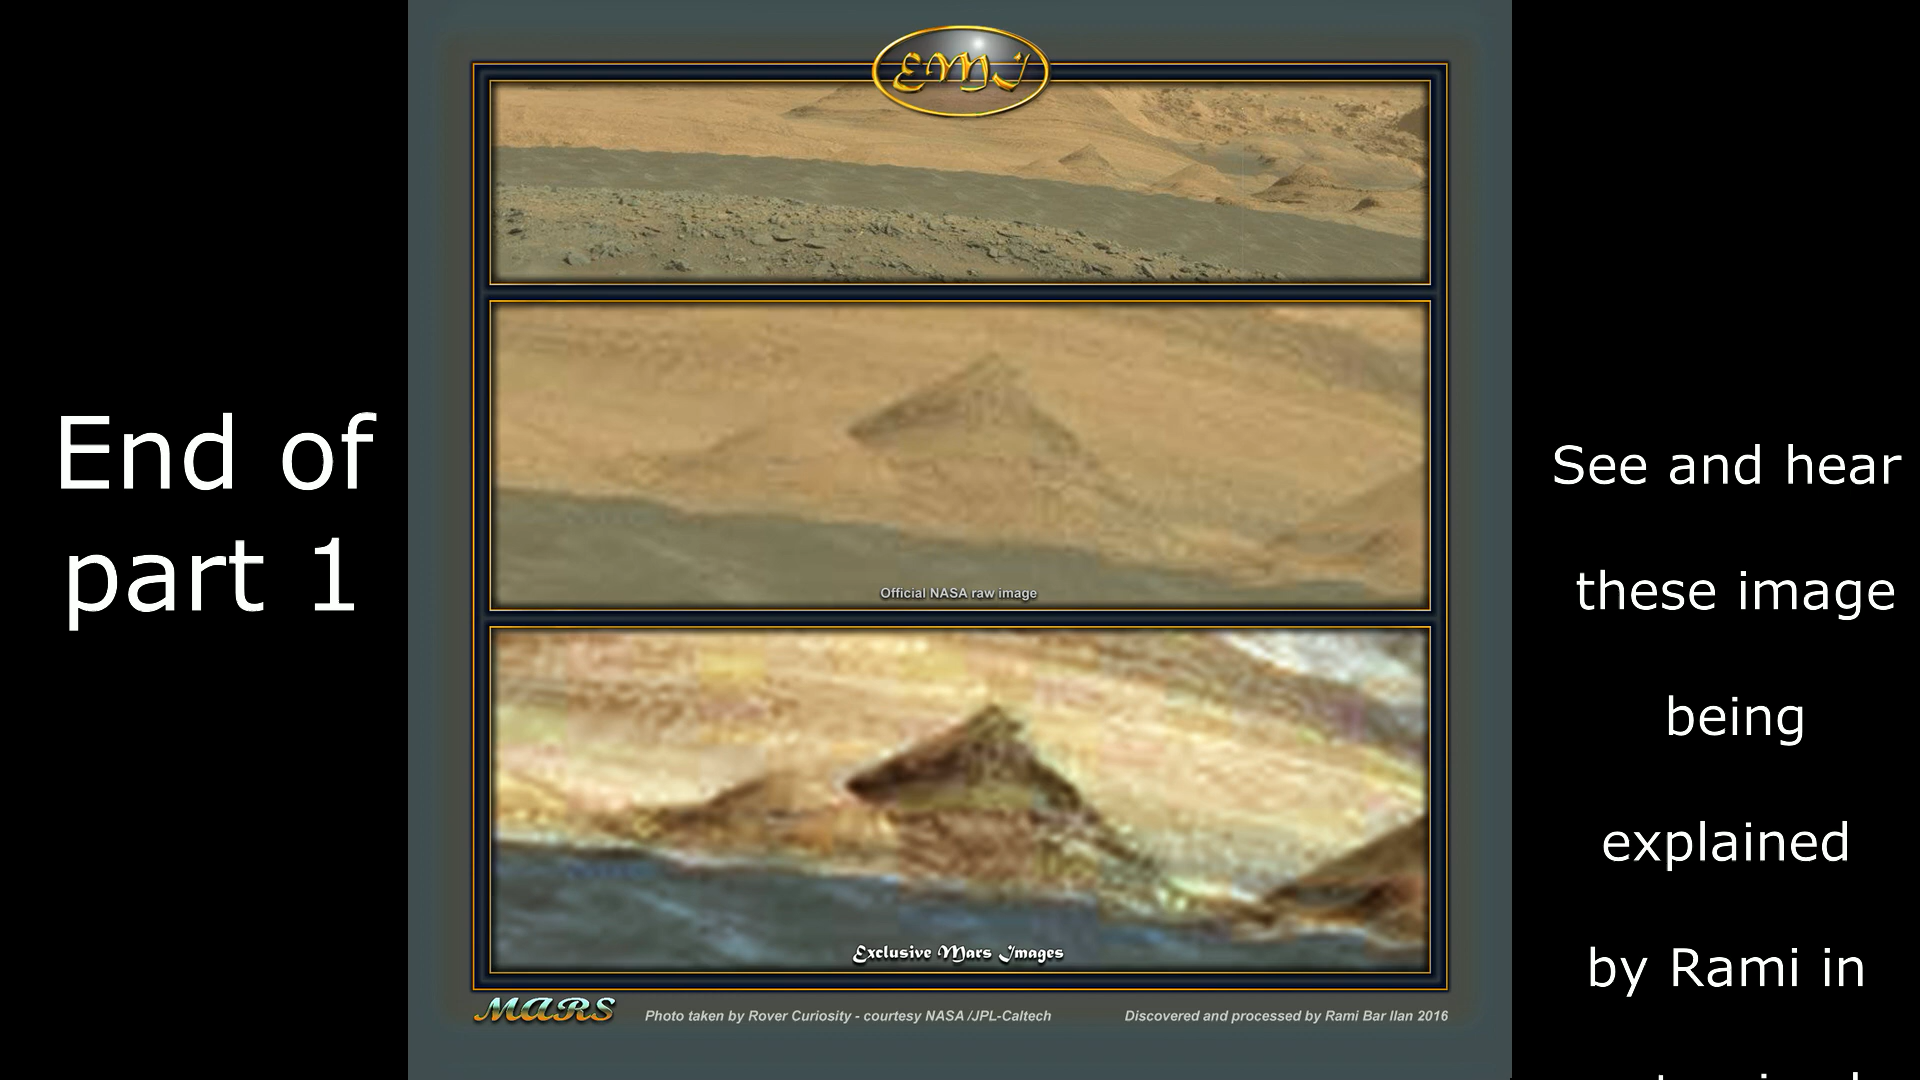 End of
part 1
EMI
Official NASA raw image
Exclusive Mars Images
MARS
Photo taken by Rover Curiosity - courtesy NASA /JPL-Caltech
Discovered and processed by Rami Bar Ilan 2016
See and hear
these image
being
explained
by Rami in